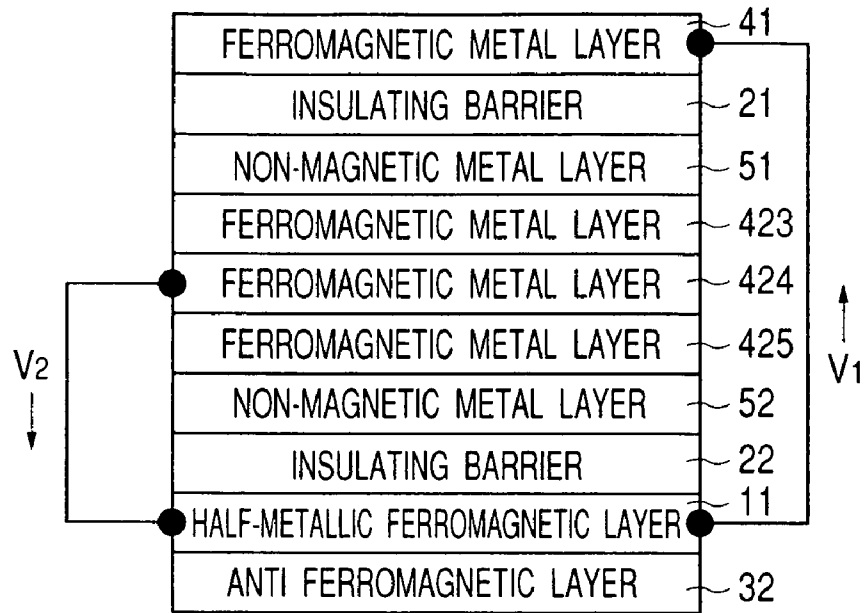 41
FERROMAGNETIC METAL LAYER
INSULATING BARRIER 21
NON-MAGNETIC METAL LAYER 51
FERROMAGNETIC METAL LAYER 423
FERROMAGNETIC METAL LAYER 424
FERROMAGNETIC METAL LAYER 425
V2
V1
NON-MAGNETIC METAL LAYER 52
INSULATING BARRIER 22
11
HALF-METALLIC FERROMAGNETIC LAYER
ANTI FERROMAGNETIC LAYER 32